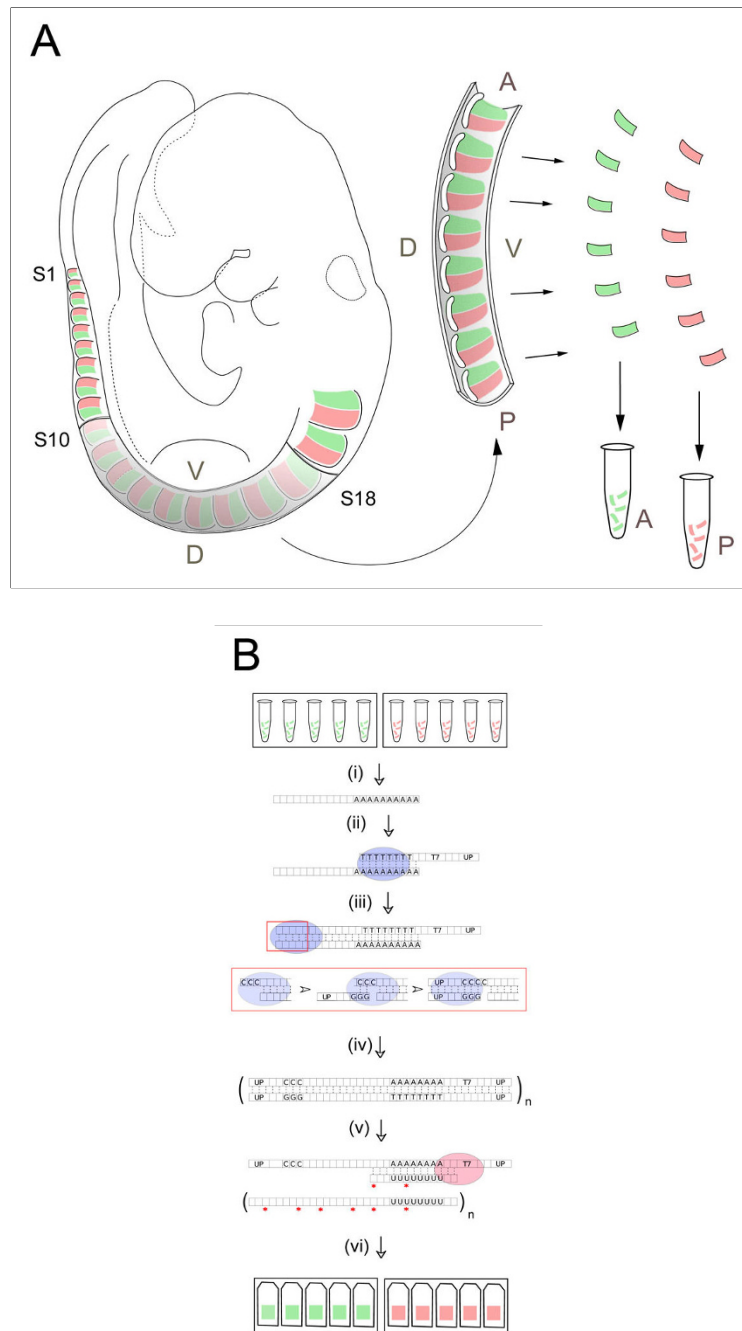 A
A
D V
S1
P
S10
V
S18
D
A
P
B
(i)
AAAAAAAAAA
(ii)
TTTTTTTT T7 UP
AAAAAAAAAA
(iii)
TTTTTTTT T7 UP
AAAAAAAAAA
CCC CCC UP CCCC
UP GGG UP GGG
(iv)
( UP CCC AAAAAAAA T7 UP
UP GGG TTTTTTTT UP ) n
(v)
UP CCC AAAAAAAA T7 UP
UUUUUUUU
* *
( UUUUUUUU ) n
* * * * * *
(vi)